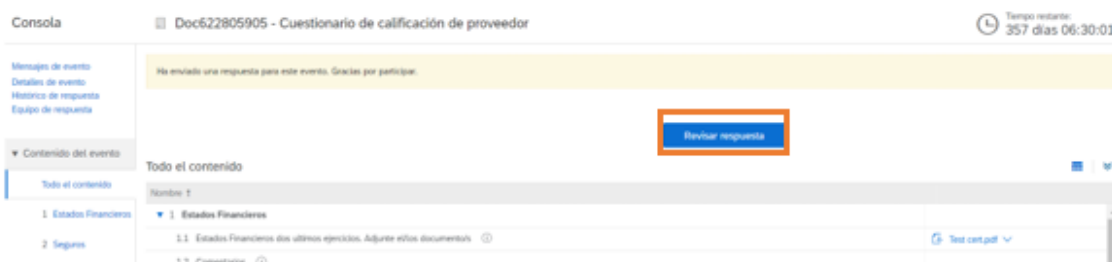 Consola
Doc622805905 - Cuestionario de calificación de proveedor
Tiempo restante:
357 días 06:30:01
Mensajes de evento
Detalles de evento
Histórico de respuesta
Equipo de respuesta
Ha enviado una respuesta para este evento. Gracias por participar.
Revisar respuesta
▼ Contenido del evento
Todo el contenido
1 Estados Financieros
2 Seguros
Todo el contenido
Nombre ↑
▼ 1 Estados Financieros
1.1 Estados Financieros dos ultimos ejercicios. Adjunte el/los documento/s
Test cert.pdf
1.2 Comentarios